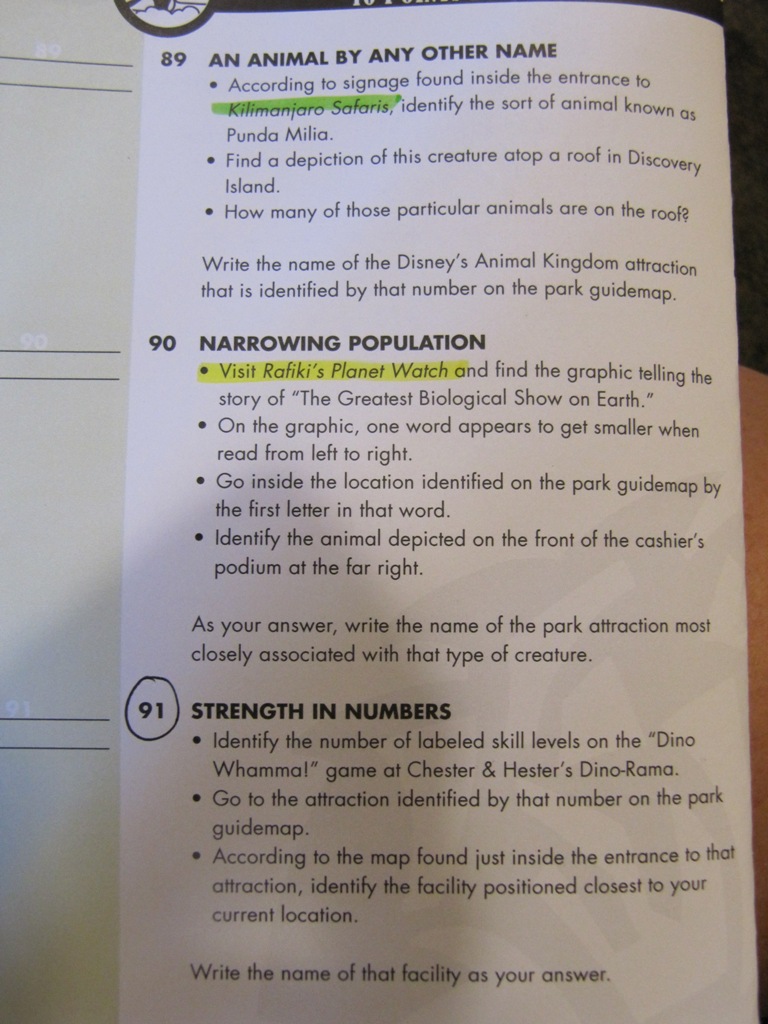 89 AN ANIMAL BY ANY OTHER NAME
• According to signage found inside the entrance to
Kilimanjaro Safaris, identify the sort of animal known as
Punda Milia.
• Find a depiction of this creature atop a roof in Discovery
Island.
• How many of those particular animals are on the roof?
Write the name of the Disney's Animal Kingdom attraction
that is identified by that number on the park guidemap.
90 NARROWING POPULATION
• Visit Rafiki's Planet Watch and find the graphic telling the
story of "The Greatest Biological Show on Earth."
• On the graphic, one word appears to get smaller when
read from left to right.
• Go inside the location identified on the park guidemap by
the first letter in that word.
• Identify the animal depicted on the front of the cashier's
podium at the far right.
As your answer, write the name of the park attraction most
closely associated with that type of creature.
91 STRENGTH IN NUMBERS
• Identify the number of labeled skill levels on the "Dino
Whamma!" game at Chester & Hester's Dino-Rama.
• Go to the attraction identified by that number on the park
guidemap.
• According to the map found just inside the entrance to that
attraction, identify the facility positioned closest to your
current location.
Write the name of that facility as your answer.
89
90
91